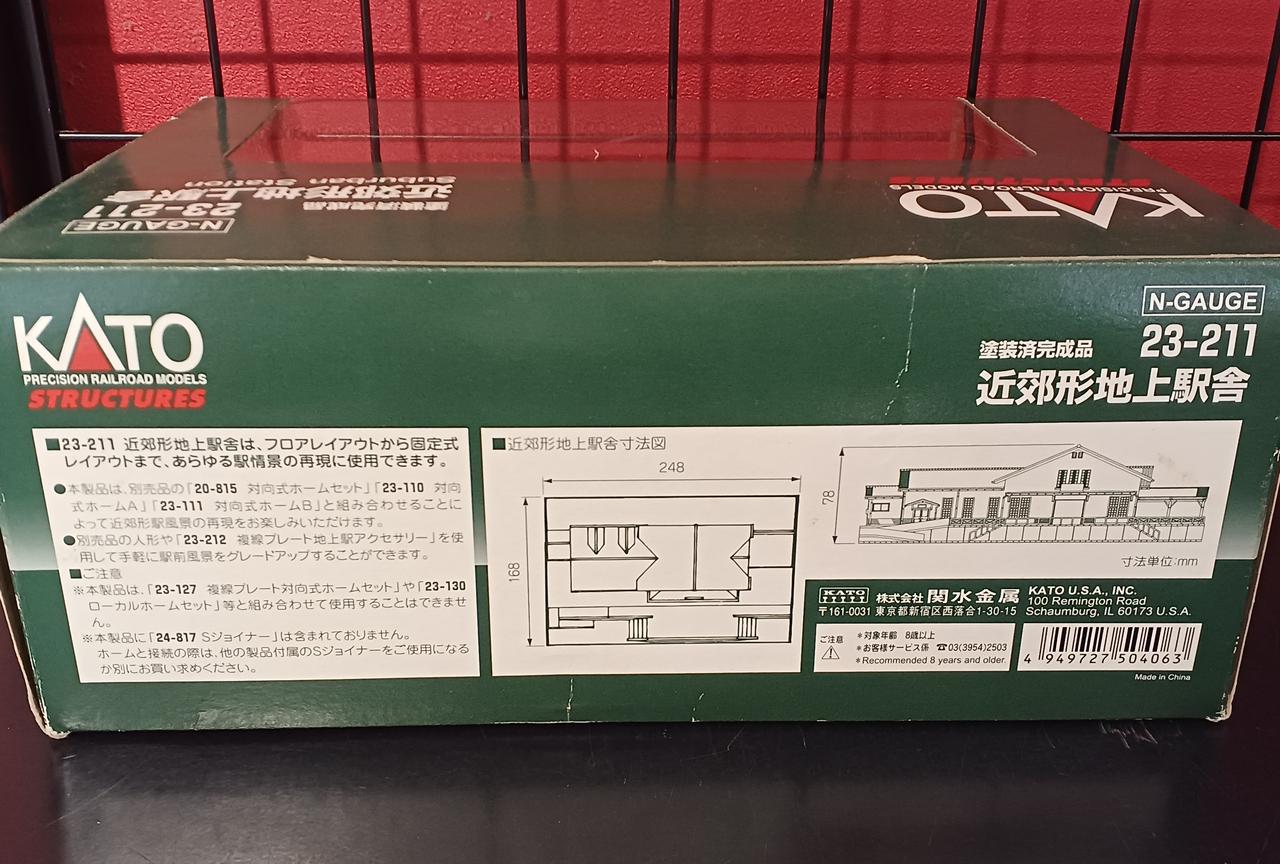 Suburban Station
近郊形地上駅舎
塗装済完成品
23-211
N-GAUGE
STRUCTURES
PRECISION RAILROAD MODELS
KATO
KATO
PRECISION RAILROAD MODELS
STRUCTURES
N-GAUGE
塗装済完成品 23-211
近郊形地上駅舎
■23-211 近郊形地上駅舎は、フロアレイアウトから固定式
レイアウトまで、あらゆる駅情景の再現に使用できます。
●本製品は、別売品の「20-815 対向式ホームセット」「23-110 対向
式ホームA」「23-111 対向式ホームB」と組み合わせることに
よって近郊形駅風景の再現をお楽しみいただけます。
●別売品の人形や「23-212 複線プレート地上駅アクセサリー」を使
用して手軽に駅前風景をグレードアップすることができます。
■ご注意
※本製品は、「23-127 複線プレート対向式ホームセット」や「23-130
ローカルホームセット」等と組み合わせて使用することはできませ
ん。
※本製品に「24-817 Sジョイナー」は含まれておりません。
ホームと接続の際は、他の製品付属のSジョイナーをご使用になる
か別にお買い求めください。
■近郊形地上駅舎寸法図
248
168
78
寸法単位:mm
KATO 株式会社 関水金属
〒161-0031 東京都新宿区西落合1-30-15
KATO U.S.A., INC.
100 Remington Road
Schaumburg, IL 60173 U.S.A.
ご注意
＊対象年齢 8歳以上
＊お客様サービス係 ☎03(3954)2503
＊Recommended 8 years and older.
4 949727 504063
Made in China